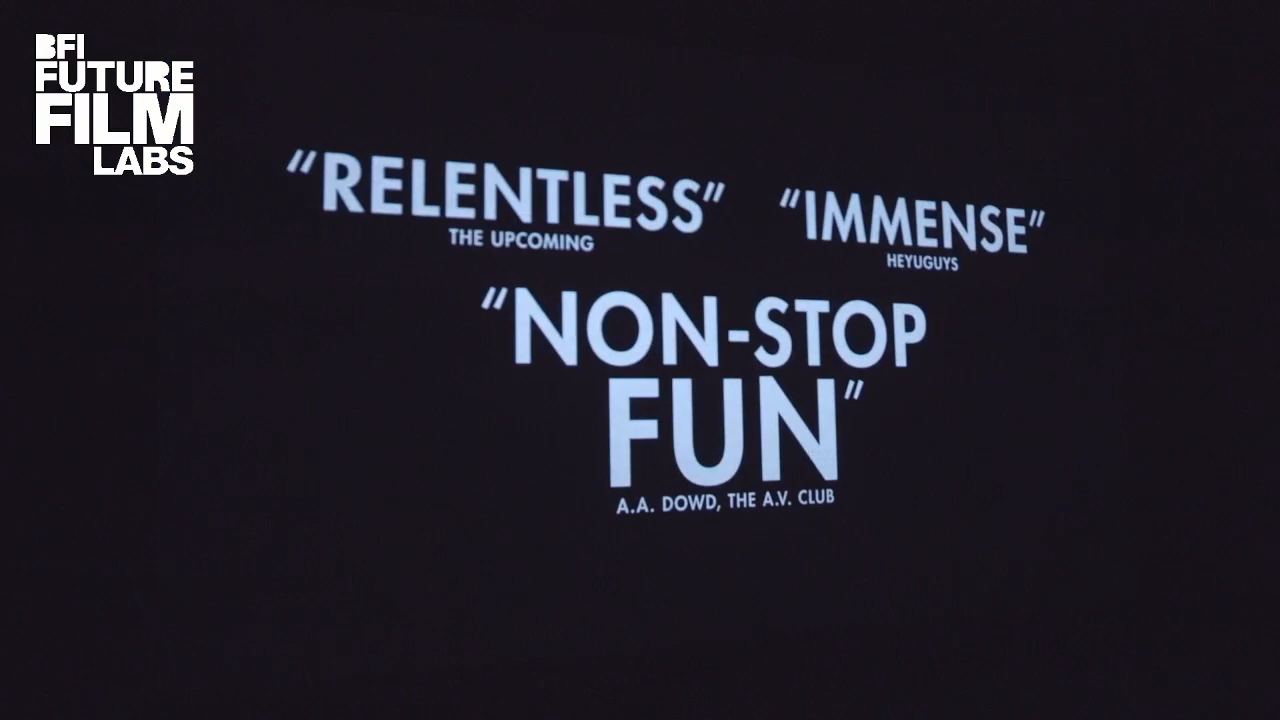 BFI
FUTURE
FILM
LABS
“RELENTLESS”
THE UPCOMING
“IMMENSE”
HEYUGUYS
“NON-STOP
FUN”
A.A. DOWD, THE A.V. CLUB